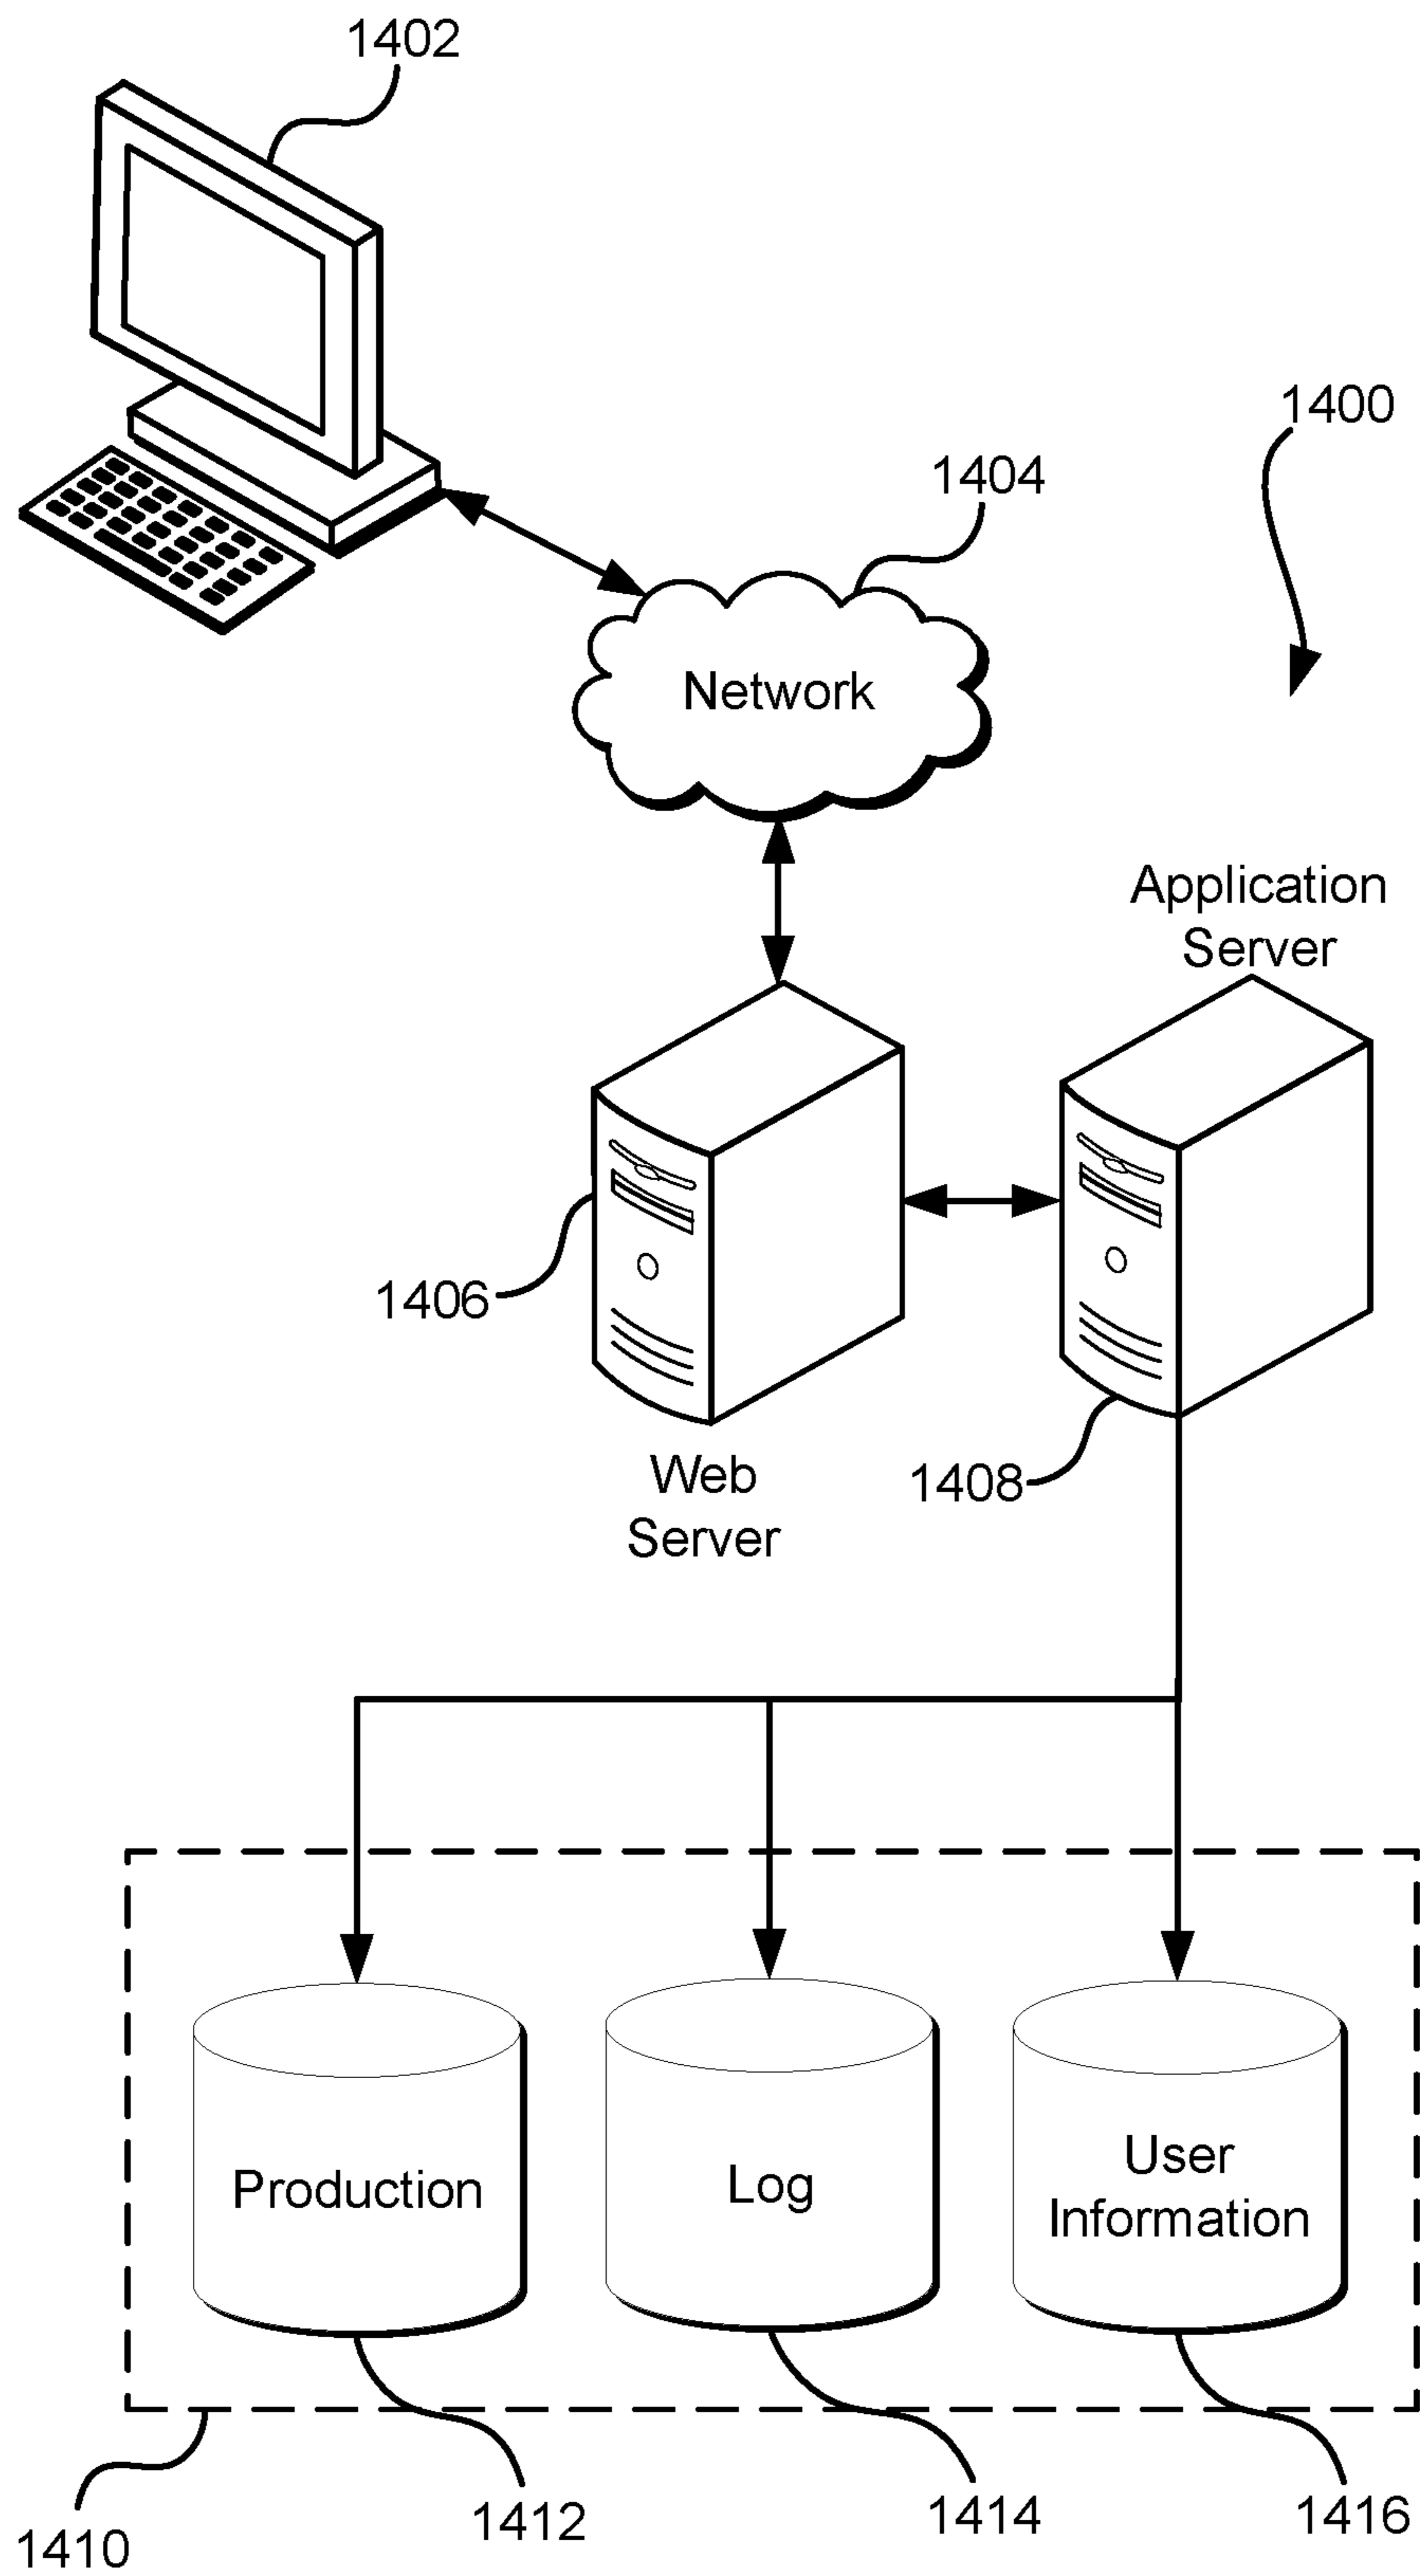 1402
1400
1404
Network
Application
Server
1406
Web
Server
1408
Production
Log
User
Information
1410
1412
1414
1416